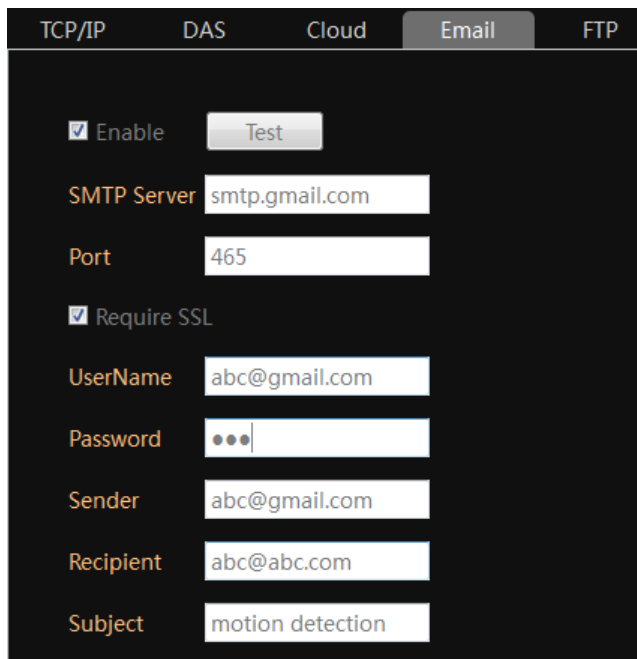 TCP/IP DAS Cloud Email FTP
Enable Test
SMTP Server smtp.gmail.com
Port 465
Require SSL
UserName abc@gmail.com
Password ●●●
Sender abc@gmail.com
Recipient abc@abc.com
Subject motion detection